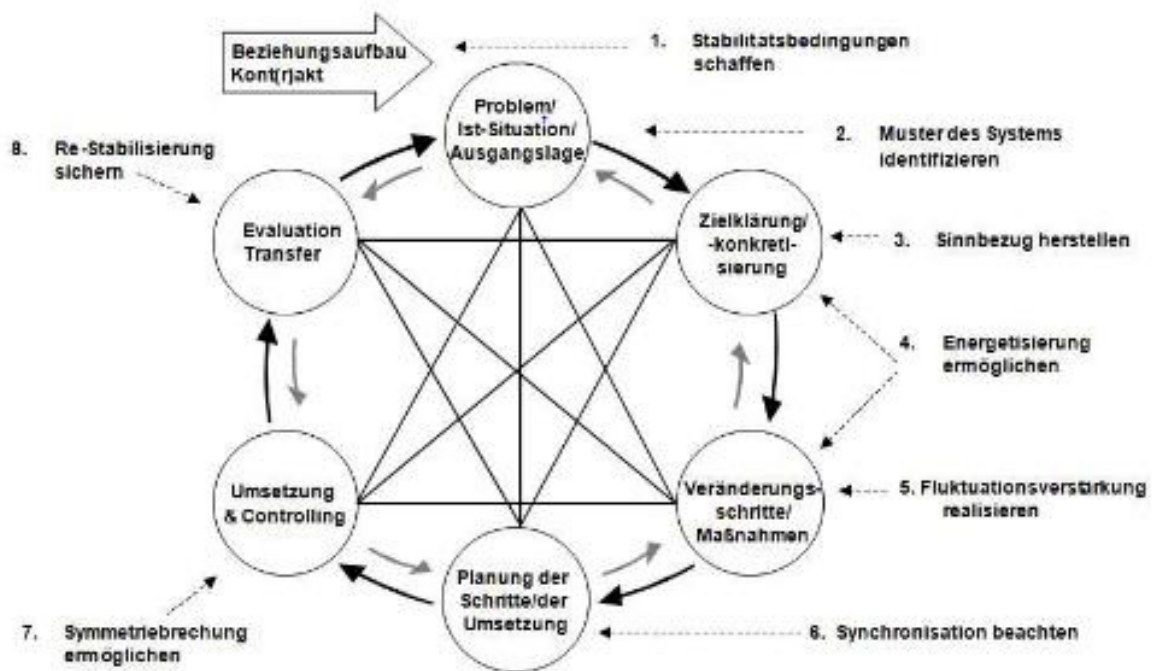 Beziehungsaufbau
Kont(r)akt
1. Stabilitätsbedingungen
schaffen
Problem/
Ist-Situation/
Ausgangslage
2. Muster des Systems
identifizieren
8. Re-Stabilisierung
sichern
Evaluation
Transfer
Zielklärung/
-konkreti-
sierung
3. Sinnbezug herstellen
4. Energetisierung
ermöglichen
Umsetzung
& Controlling
Veränderungs-
schritte/
Maßnahmen
5. Fluktuationsverstärkung
realisieren
Planung der
Schritte/der
Umsetzung
6. Synchronisation beachten
7. Symmetriebrechung
ermöglichen